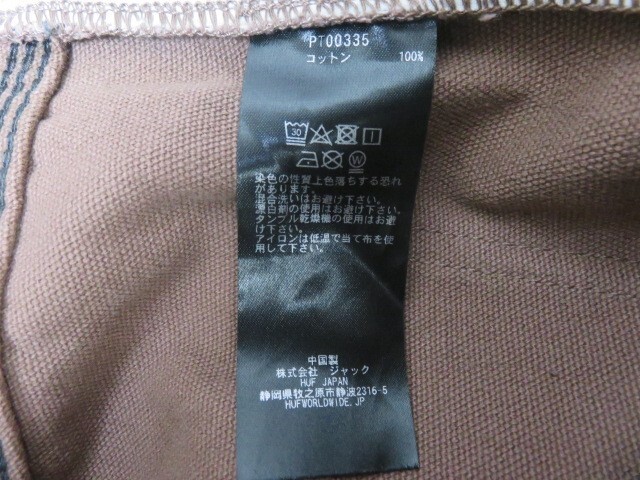 PT00335
コットン 100%
30
W
染色の性質上色落ちする恐れ
があります。
混合洗いはお避け下さい。
漂白剤の使用はお避け下さい。
タンブル乾燥機の使用はお避
け下さい。
アイロンは低温で当て布を使
用して下さい。
中国製
株式会社 ジャック
HUF JAPAN
静岡県牧之原市静波2316-5
HUFWORLDWIDE.JP